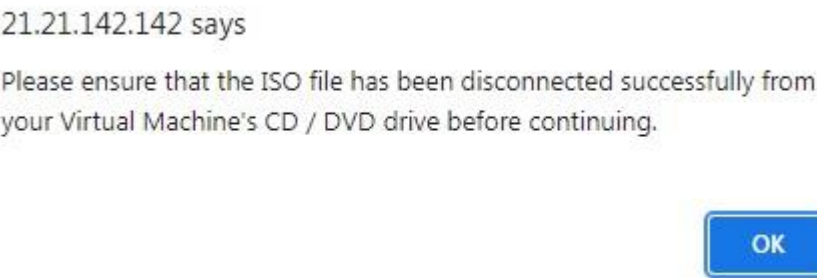 21.21.142.142 says
Please ensure that the ISO file has been disconnected successfully from
your Virtual Machine's CD / DVD drive before continuing.
OK